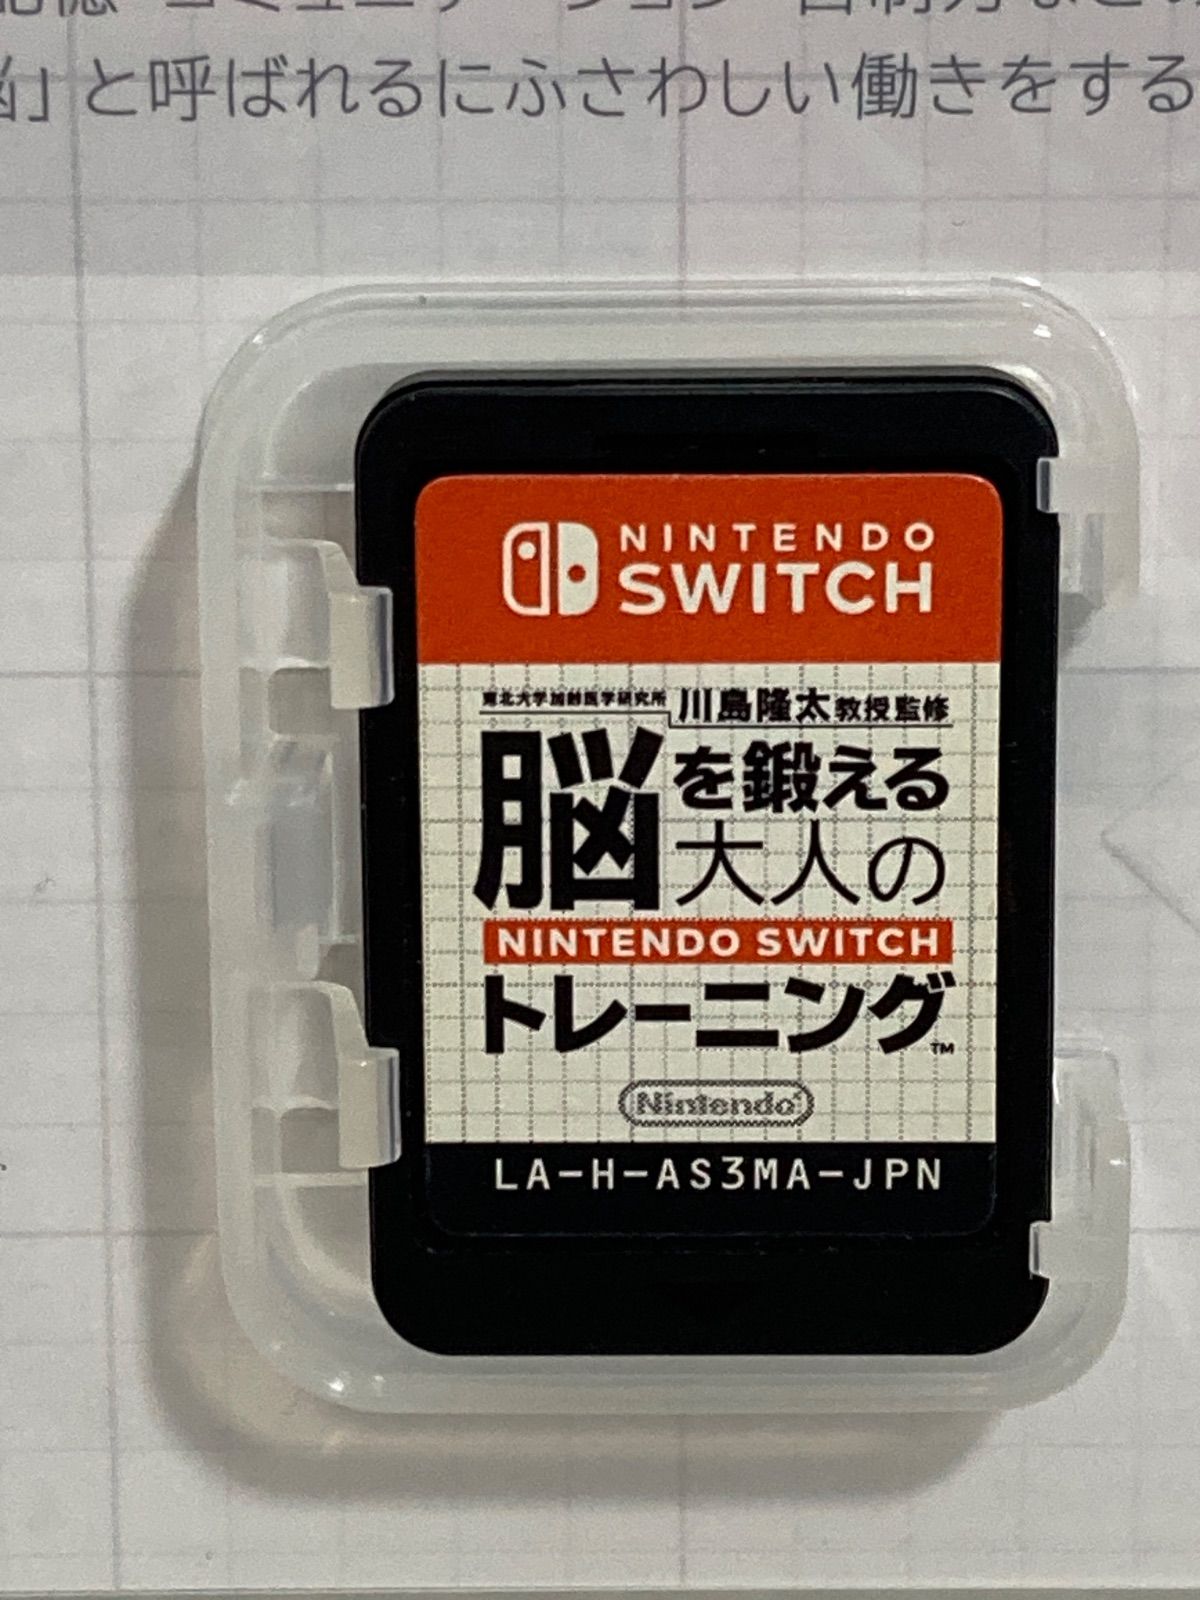 」と呼ばれるにふさわしい働きをする
NINTENDO
SWITCH
東北大学加齢医学研究所 川島隆太教授監修
脳を鍛える
大人の
NINTENDO SWITCH
トレーニング™
Nintendo
LA-H-AS3MA-JPN